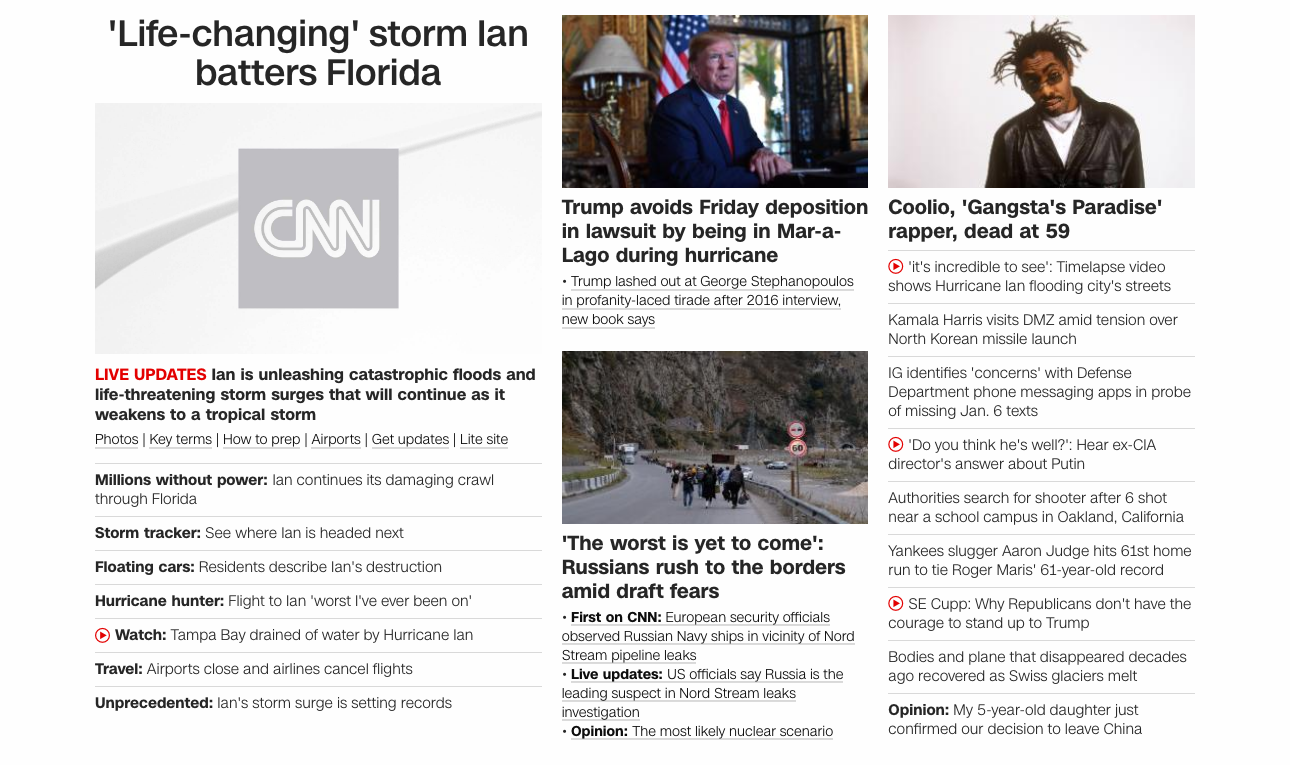 'Life-changing' storm Ian
batters Florida
CNN
LIVE UPDATES Ian is unleashing catastrophic floods and
life-threatening storm surges that will continue as it
weakens to a tropical storm
Photos | Key terms | How to prep | Airports | Get updates | Lite site
Millions without power: Ian continues its damaging crawl
through Florida
Storm tracker: See where Ian is headed next
Floating cars: Residents describe Ian's destruction
Hurricane hunter: Flight to Ian 'worst I've ever been on'
Watch: Tampa Bay drained of water by Hurricane Ian
Travel: Airports close and airlines cancel flights
Unprecedented: Ian's storm surge is setting records
Trump avoids Friday deposition
in lawsuit by being in Mar-a-
Lago during hurricane
• Trump lashed out at George Stephanopoulos
in profanity-laced tirade after 2016 interview,
new book says
60
'The worst is yet to come':
Russians rush to the borders
amid draft fears
• First on CNN: European security officials
observed Russian Navy ships in vicinity of Nord
Stream pipeline leaks
• Live updates: US officials say Russia is the
leading suspect in Nord Stream leaks
investigation
• Opinion: The most likely nuclear scenario
Coolio, 'Gangsta's Paradise'
rapper, dead at 59
'it's incredible to see': Timelapse video
shows Hurricane Ian flooding city's streets
Kamala Harris visits DMZ amid tension over
North Korean missile launch
IG identifies 'concerns' with Defense
Department phone messaging apps in probe
of missing Jan. 6 texts
'Do you think he's well?': Hear ex-CIA
director's answer about Putin
Authorities search for shooter after 6 shot
near a school campus in Oakland, California
Yankees slugger Aaron Judge hits 61st home
run to tie Roger Maris' 61-year-old record
SE Cupp: Why Republicans don't have the
courage to stand up to Trump
Bodies and plane that disappeared decades
ago recovered as Swiss glaciers melt
Opinion: My 5-year-old daughter just
confirmed our decision to leave China